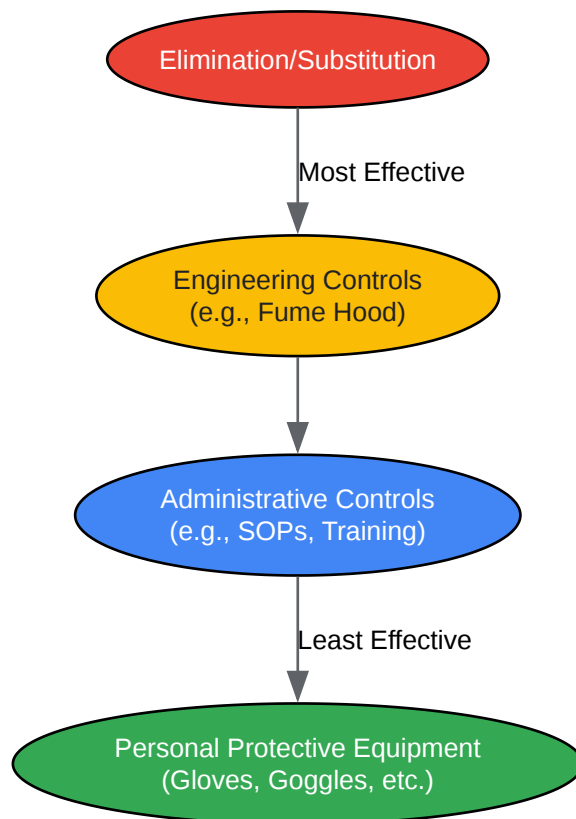 Elimination/Substitution
Most Effective
Engineering Controls
(e.g., Fume Hood)
Administrative Controls
(e.g., SOPs, Training)
Least Effective
Personal Protective Equipment
(Gloves, Goggles, etc.)